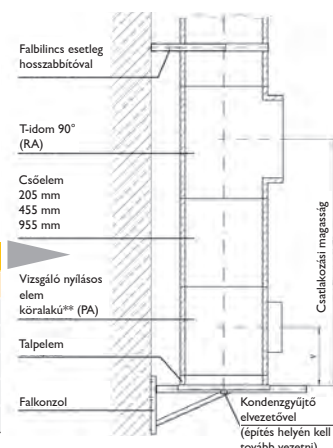 Falbilincs esetleg
hosszabbítóval
T-idom 90°
(RA)
Csőelem
205 mm
455 mm
955 mm
Vizsgáló nyílásos
elem
köralakú** (PA)
Talpelem
Falkonzol
Csatlakozási magasság
v
Kondenzgyűjtő
elvezetővel
(építés helyén kell
tovább vezetni)